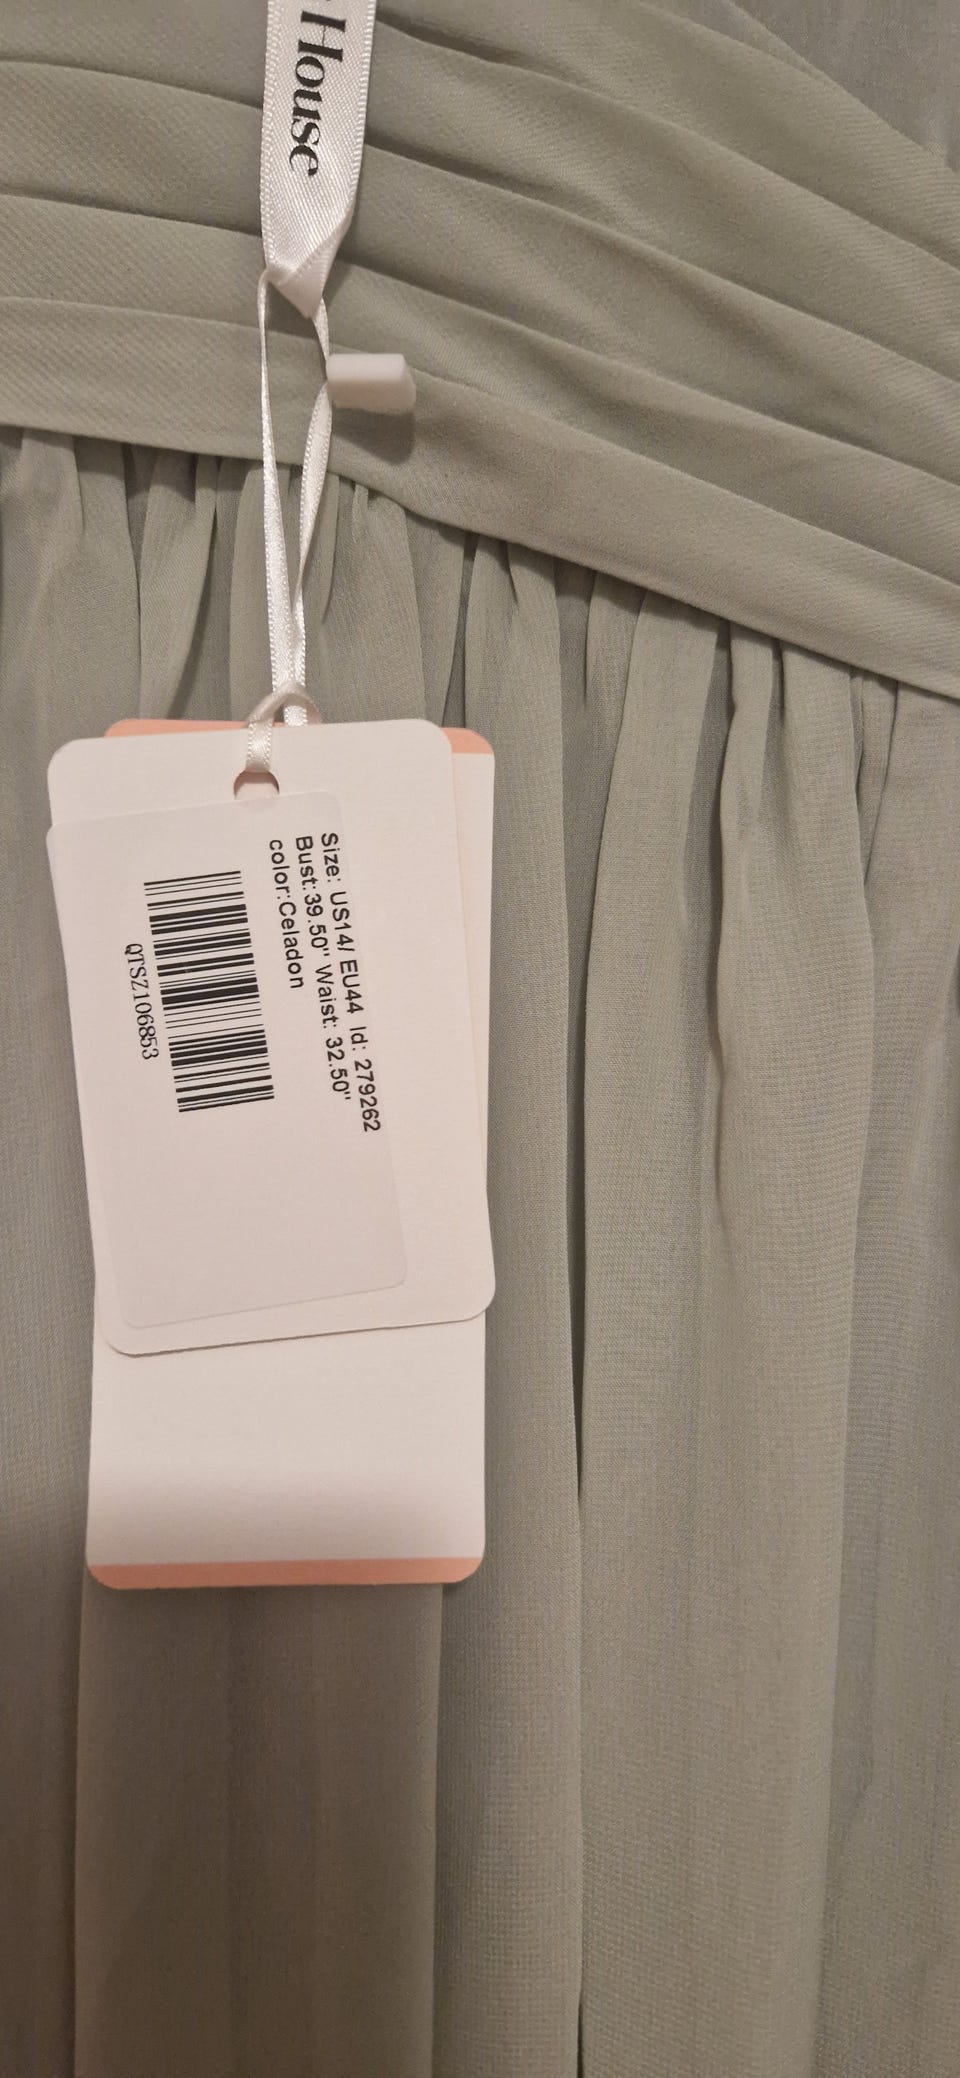 House
Size: US14/ EU44 Id: 279262
Bust:39.50" Waist: 32.50"
color:Celadon
QTSZ106853